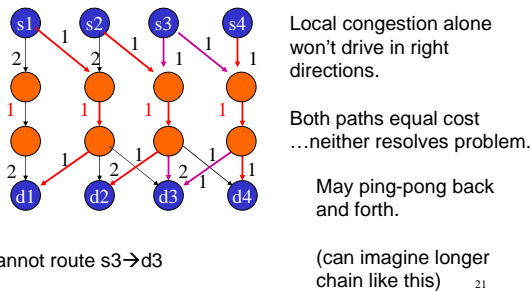 s1 s2 s3 s4
1 1 1
2 2 1 1 1
1 1 1 1
2 1 2 1 1 2 1 1 1
d1 d2 d3 d4
annot route s3→d3
Local congestion alone
won't drive in right
directions.
Both paths equal cost
…neither resolves problem.
May ping-pong back
and forth.
(can imagine longer
chain like this)
21